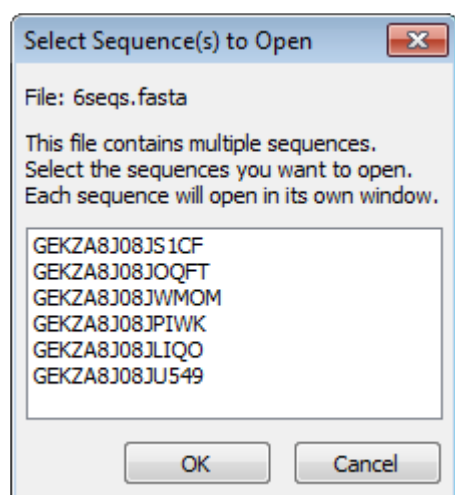 Select Sequence(s) to Open
File: 6seqs.fasta
This file contains multiple sequences.
Select the sequences you want to open.
Each sequence will open in its own window.
GEKZA8J08JS1CF
GEKZA8J08JOQFT
GEKZA8J08JWMOM
GEKZA8J08JPIWK
GEKZA8J08JLIQO
GEKZA8J08JU549
OK
Cancel